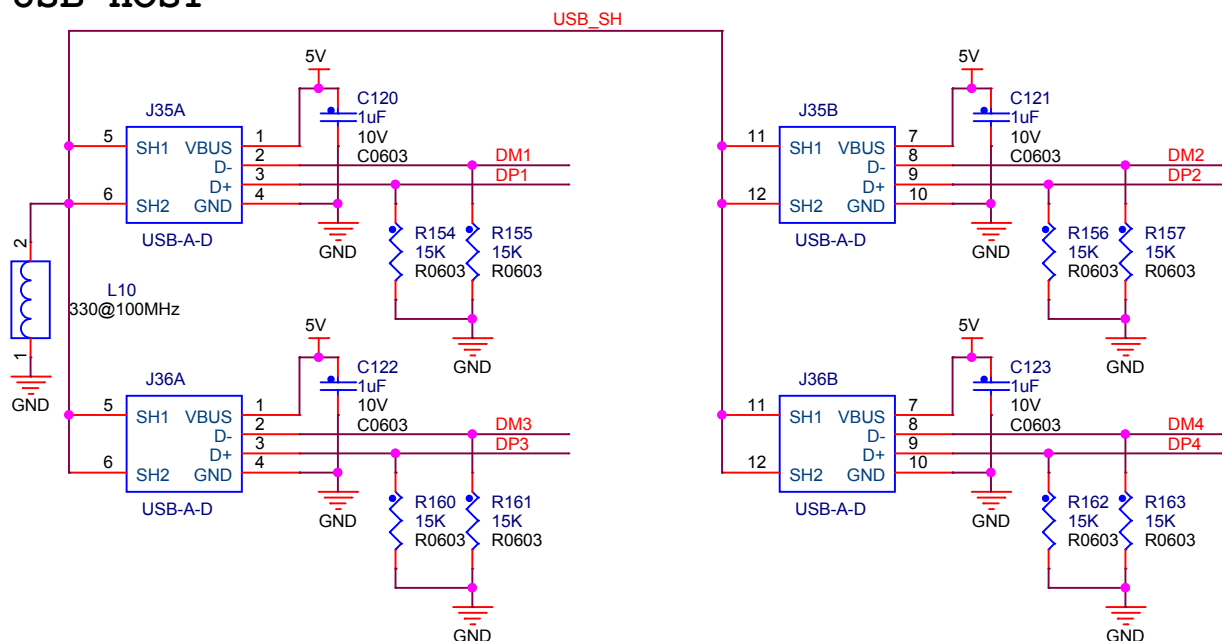 USB HOST
USB_SH
5V
J35A
C120
1uF
10V
C0603
5 SH1 VBUS 1
D- 2 DM1
D+ 3 DP1
6 SH2 GND 4
USB-A-D
GND
R154
15K
R0603
R155
15K
R0603
GND
5V
J35B
C121
1uF
10V
C0603
11 SH1 VBUS 7
D- 8 DM2
D+ 9 DP2
12 SH2 GND 10
USB-A-D
GND
R156
15K
R0603
R157
15K
R0603
GND
2
L10
330@100MHz
1
GND
5V
J36A
C122
1uF
10V
C0603
5 SH1 VBUS 1
D- 2 DM3
D+ 3 DP3
6 SH2 GND 4
USB-A-D
GND
R160
15K
R0603
R161
15K
R0603
GND
5V
J36B
C123
1uF
10V
C0603
11 SH1 VBUS 7
D- 8 DM4
D+ 9 DP4
12 SH2 GND 10
USB-A-D
GND
R162
15K
R0603
R163
15K
R0603
GND